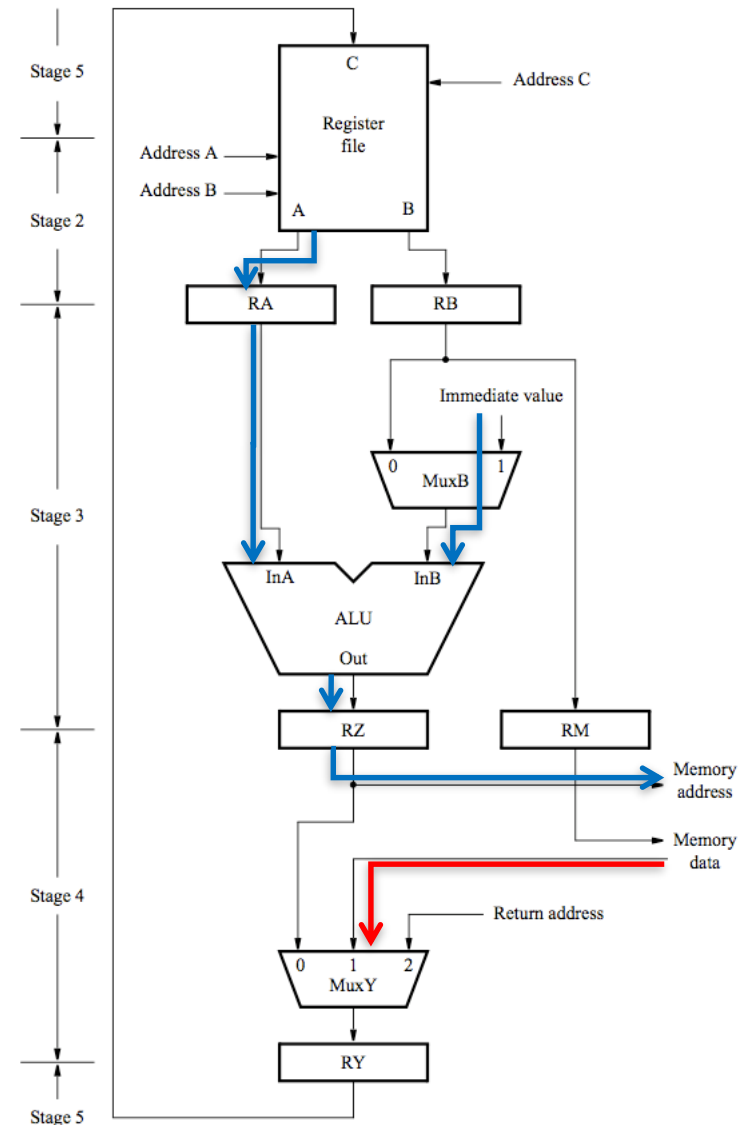 Stage 5
C
Address C
Register
file
Address A
Address B
Stage 2
A
B
RA
RB
Immediate value
0
1
MuxB
Stage 3
InA
InB
ALU
Out
RZ
RM
Memory
address
Memory
data
Stage 4
Return address
0
1
2
MuxY
RY
Stage 5